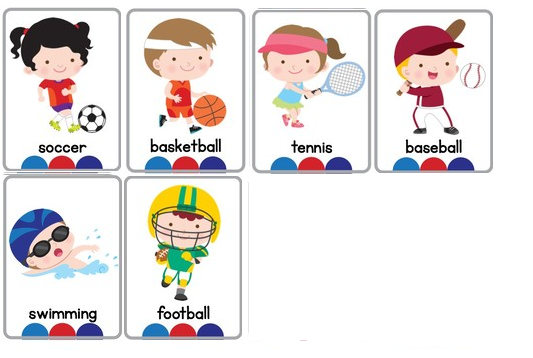 soccer
basketball
tennis
baseball
swimming
football